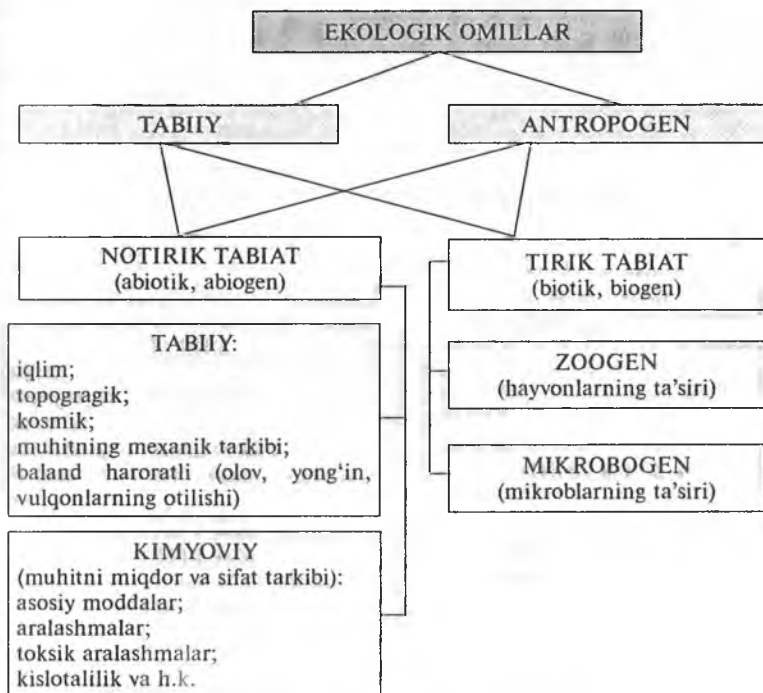 EKOLOGIK OMILLAR
TABIIY
ANTROPOGEN
NOTIRIK TABIAT
(abiotik, abiogen)
TIRIK TABIAT
(biotik, biogen)
TABIIY:
iqlim;
topogragik;
kosmik;
muhitning mexanik tarkibi;
baland haroratli (olov, yong‘in,
vulqonlarning otilishi)
ZOOGEN
(hayvonlarning ta’siri)
MIKROBOGEN
(mikroblarning ta’siri)
KIMYOVIY
(muhitni miqdor va sifat tarkibi):
asosiy moddalar;
aralashmalar;
toksik aralashmalar;
kislotalilik va h.k.